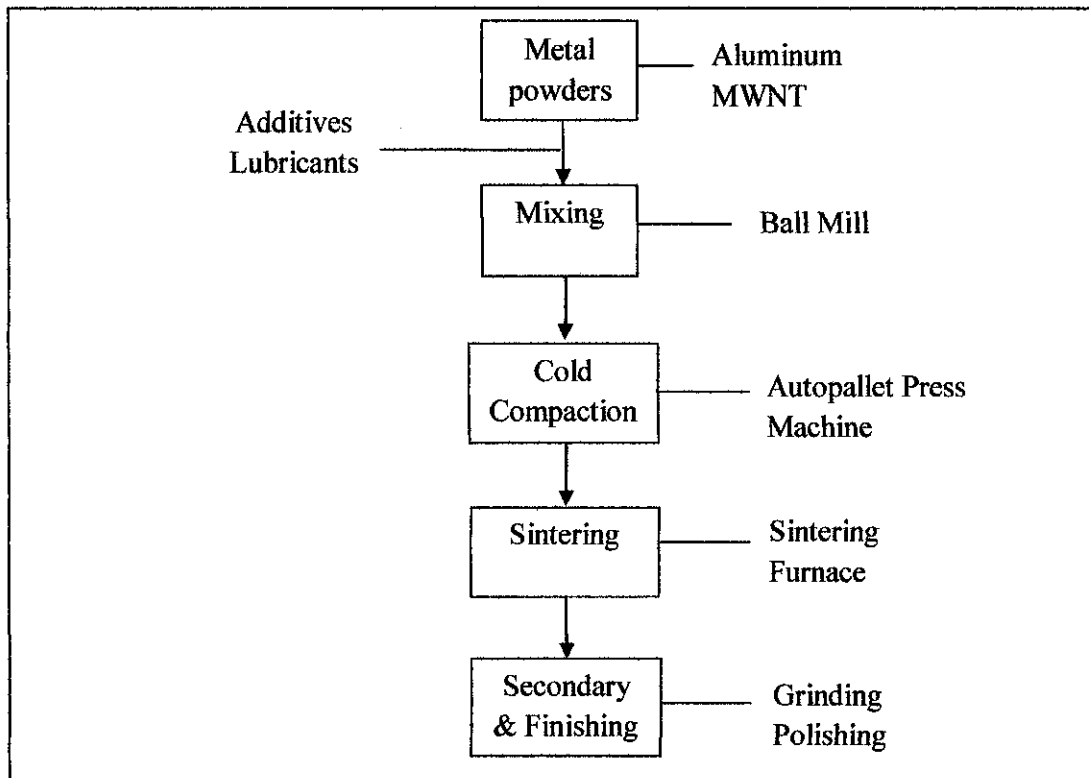 Metal
powders
Aluminum
MWNT
Additives
Lubricants
Mixing
Ball Mill
Cold
Compaction
Autopallet Press
Machine
Sintering
Sintering
Furnace
Secondary
& Finishing
Grinding
Polishing